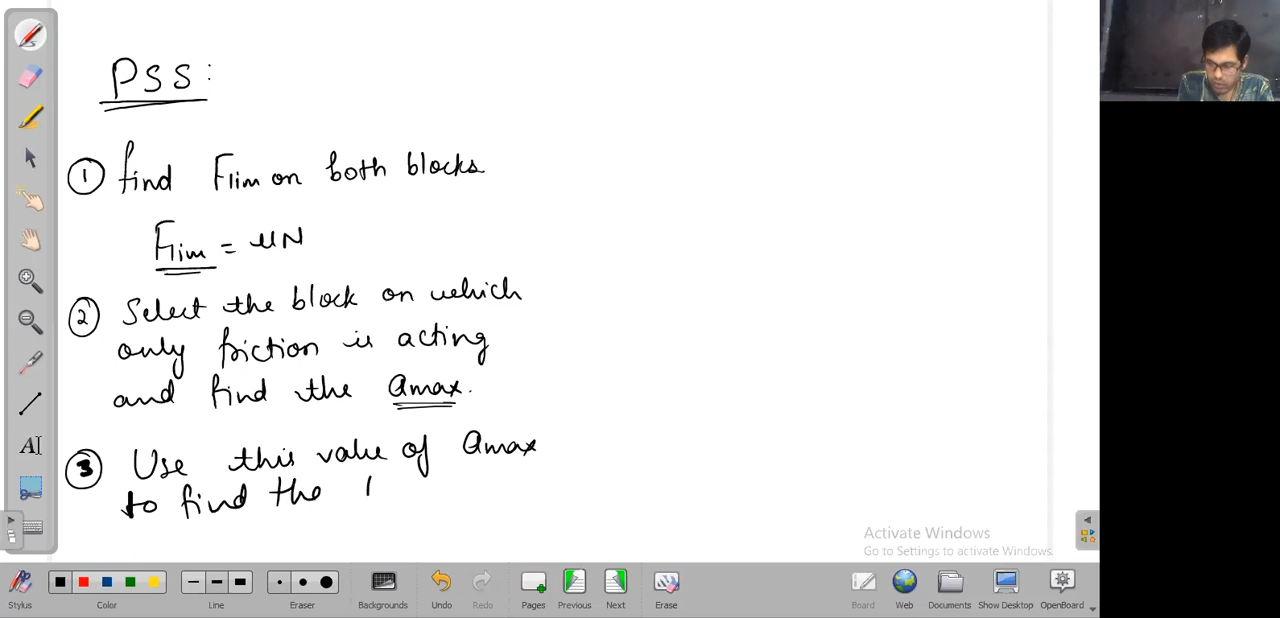 PSS:
① find Flim on both blocks
Flim = μN
② Select the block on which
only friction is acting
and find the amax.
③ Use this value of amax
to find the
Activate Windows
Go to Settings to activate Windows.
Stylus
Color
Line
Eraser
Backgrounds
Undo
Redo
Pages
Previous
Next
Erase
Board
Web
Documents
Show Desktop
OpenBoard